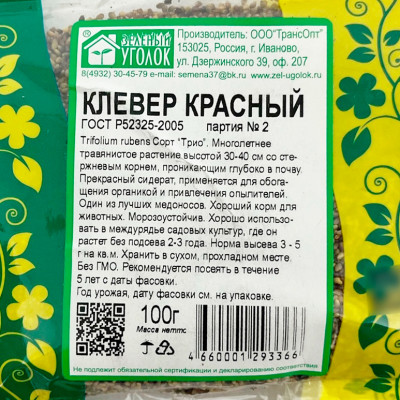 ЗЕЛЕНЫЙ
УГОЛОК
Производитель: ООО"ТрансОпт"
153025, Россия, г. Иваново,
ул. Дзержинского 39, оф. 207
8(4932) 30-45-79 e-mail: semena37@bk.ru www.zel-ugolok.ru
КЛЕВЕР КРАСНЫЙ
ГОСТ Р52325-2005 партия № 2
Trifolium rubens Сорт "Трио". Многолетнее
травянистое растение высотой 30-40 см со сте-
ржневым корнем, проникающим глубоко в почву.
Прекрасный сидерат, применяется для обога-
щения органикой и привлечения опылителей.
Один из лучших медоносов. Хороший корм для
животных. Морозоустойчив. Хорошо использо-
вать в междурядье садовых культур, где он
растет без подсева 2-3 года. Норма высева 3 - 5
г на кв.м. Хранить в сухом, прохладном месте.
Без ГМО. Рекомендуется посеять в течение
5 лет с даты фасовки.
Год урожая, дату фасовки см. на упаковке.
100г
Масса нетто
4 660001 293366
Не подлежит обязательной сертификации и декларированию соответствия